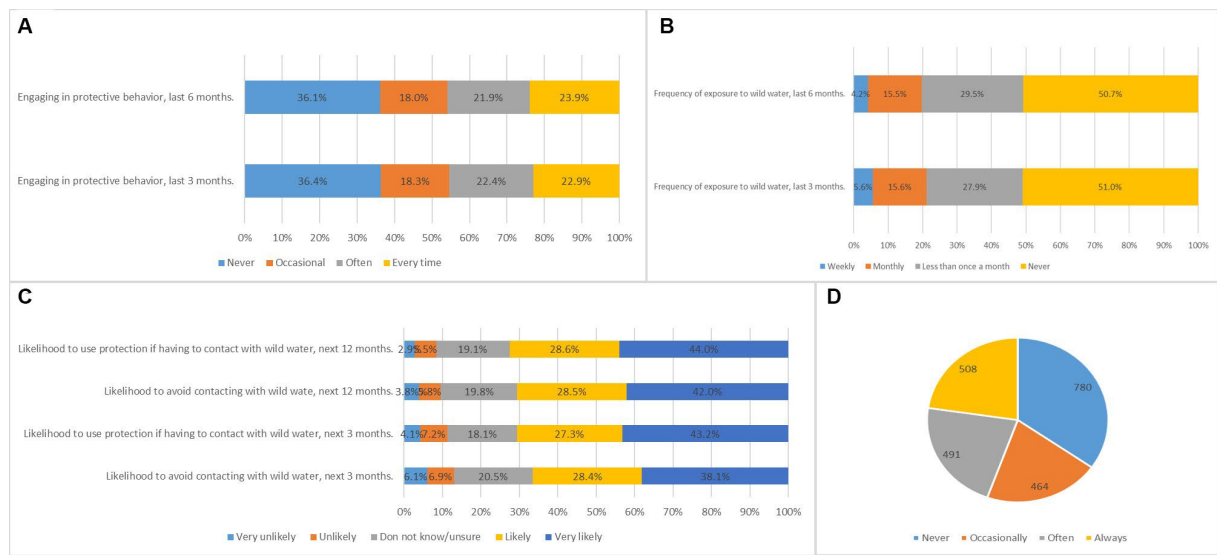 A
Engaging in protective behavior, last 6 months.
36.1% 18.0% 21.9% 23.9%
Engaging in protective behavior, last 3 months.
36.4% 18.3% 22.4% 22.9%
0% 10% 20% 30% 40% 50% 60% 70% 80% 90% 100%
Never Occasional Often Every time
B
Frequency of exposure to wild water, last 6 months.
4.2% 15.5% 29.5% 50.7%
Frequency of exposure to wild water, last 3 months.
5.6% 15.6% 27.9% 51.0%
0% 10% 20% 30% 40% 50% 60% 70% 80% 90% 100%
Weekly Monthly Less than once a month Never
C
Likelihood to use protection if having to contact with wild water, next 12 months.
2.9% 5.5% 19.1% 28.6% 44.0%
Likelihood to avoid contacting with wild wate, next 12 months.
3.8% 5.8% 19.8% 28.5% 42.0%
Likelihood to use protection if having to contact with wild water, next 3 months.
4.1% 7.2% 18.1% 27.3% 43.2%
Likelihood to avoid contacting with wild water, next 3 months.
6.1% 6.9% 20.5% 28.4% 38.1%
0% 10% 20% 30% 40% 50% 60% 70% 80% 90% 100%
Very unlikely Unlikely Don not know/unsure Likely Very likely
D
508
780
491
464
Never Occasionally Often Always